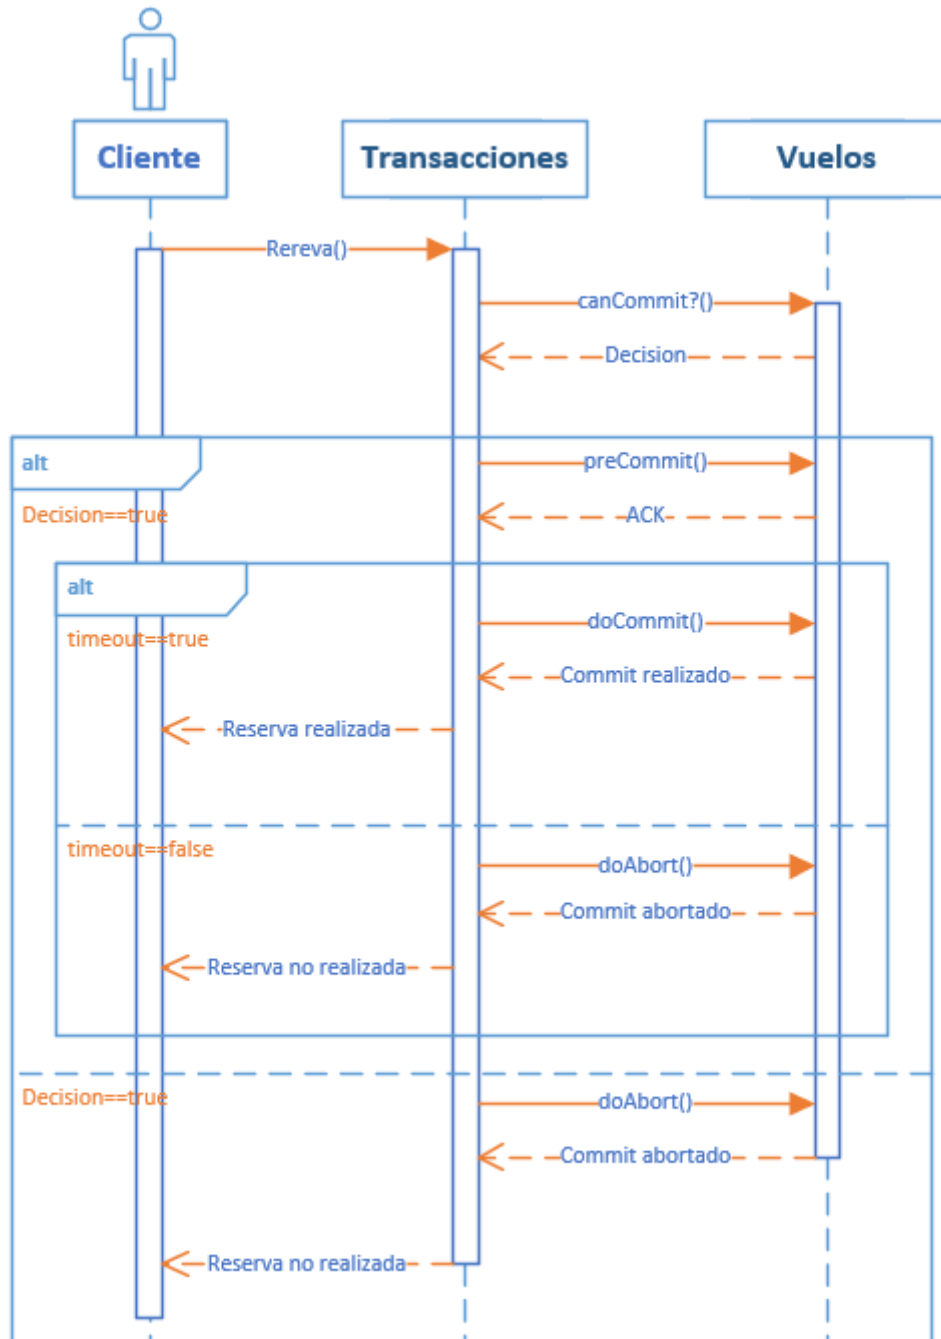 Cliente
Transacciones
Vuelos
Rereva()
canCommit?()
Decision
alt
preCommit()
Decision==true
ACK
alt
doCommit()
timeout==true
Commit realizado
Reserva realizada
timeout==false
doAbort()
Commit abortado
Reserva no realizada
Decision==true
doAbort()
Commit abortado
Reserva no realizada